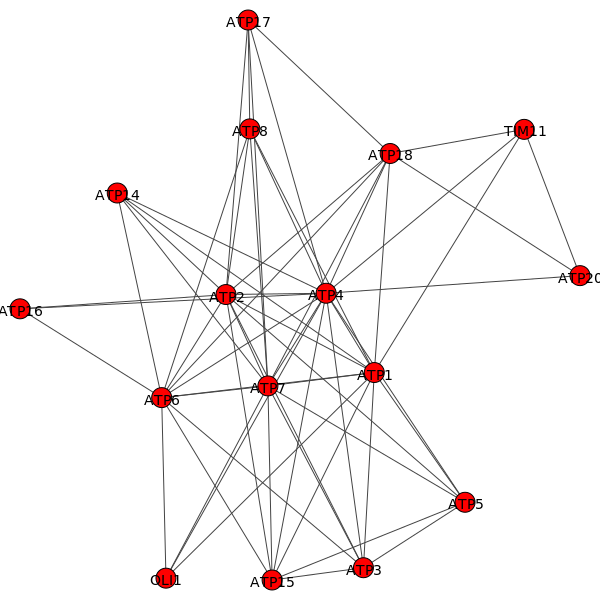 ATP17
ATP8
TIM11
ATP18
ATP14
ATP20
ATP2
ATP4
ATP16
ATP1
ATP7
ATP6
ATP5
ATP3
OLI1
ATP15